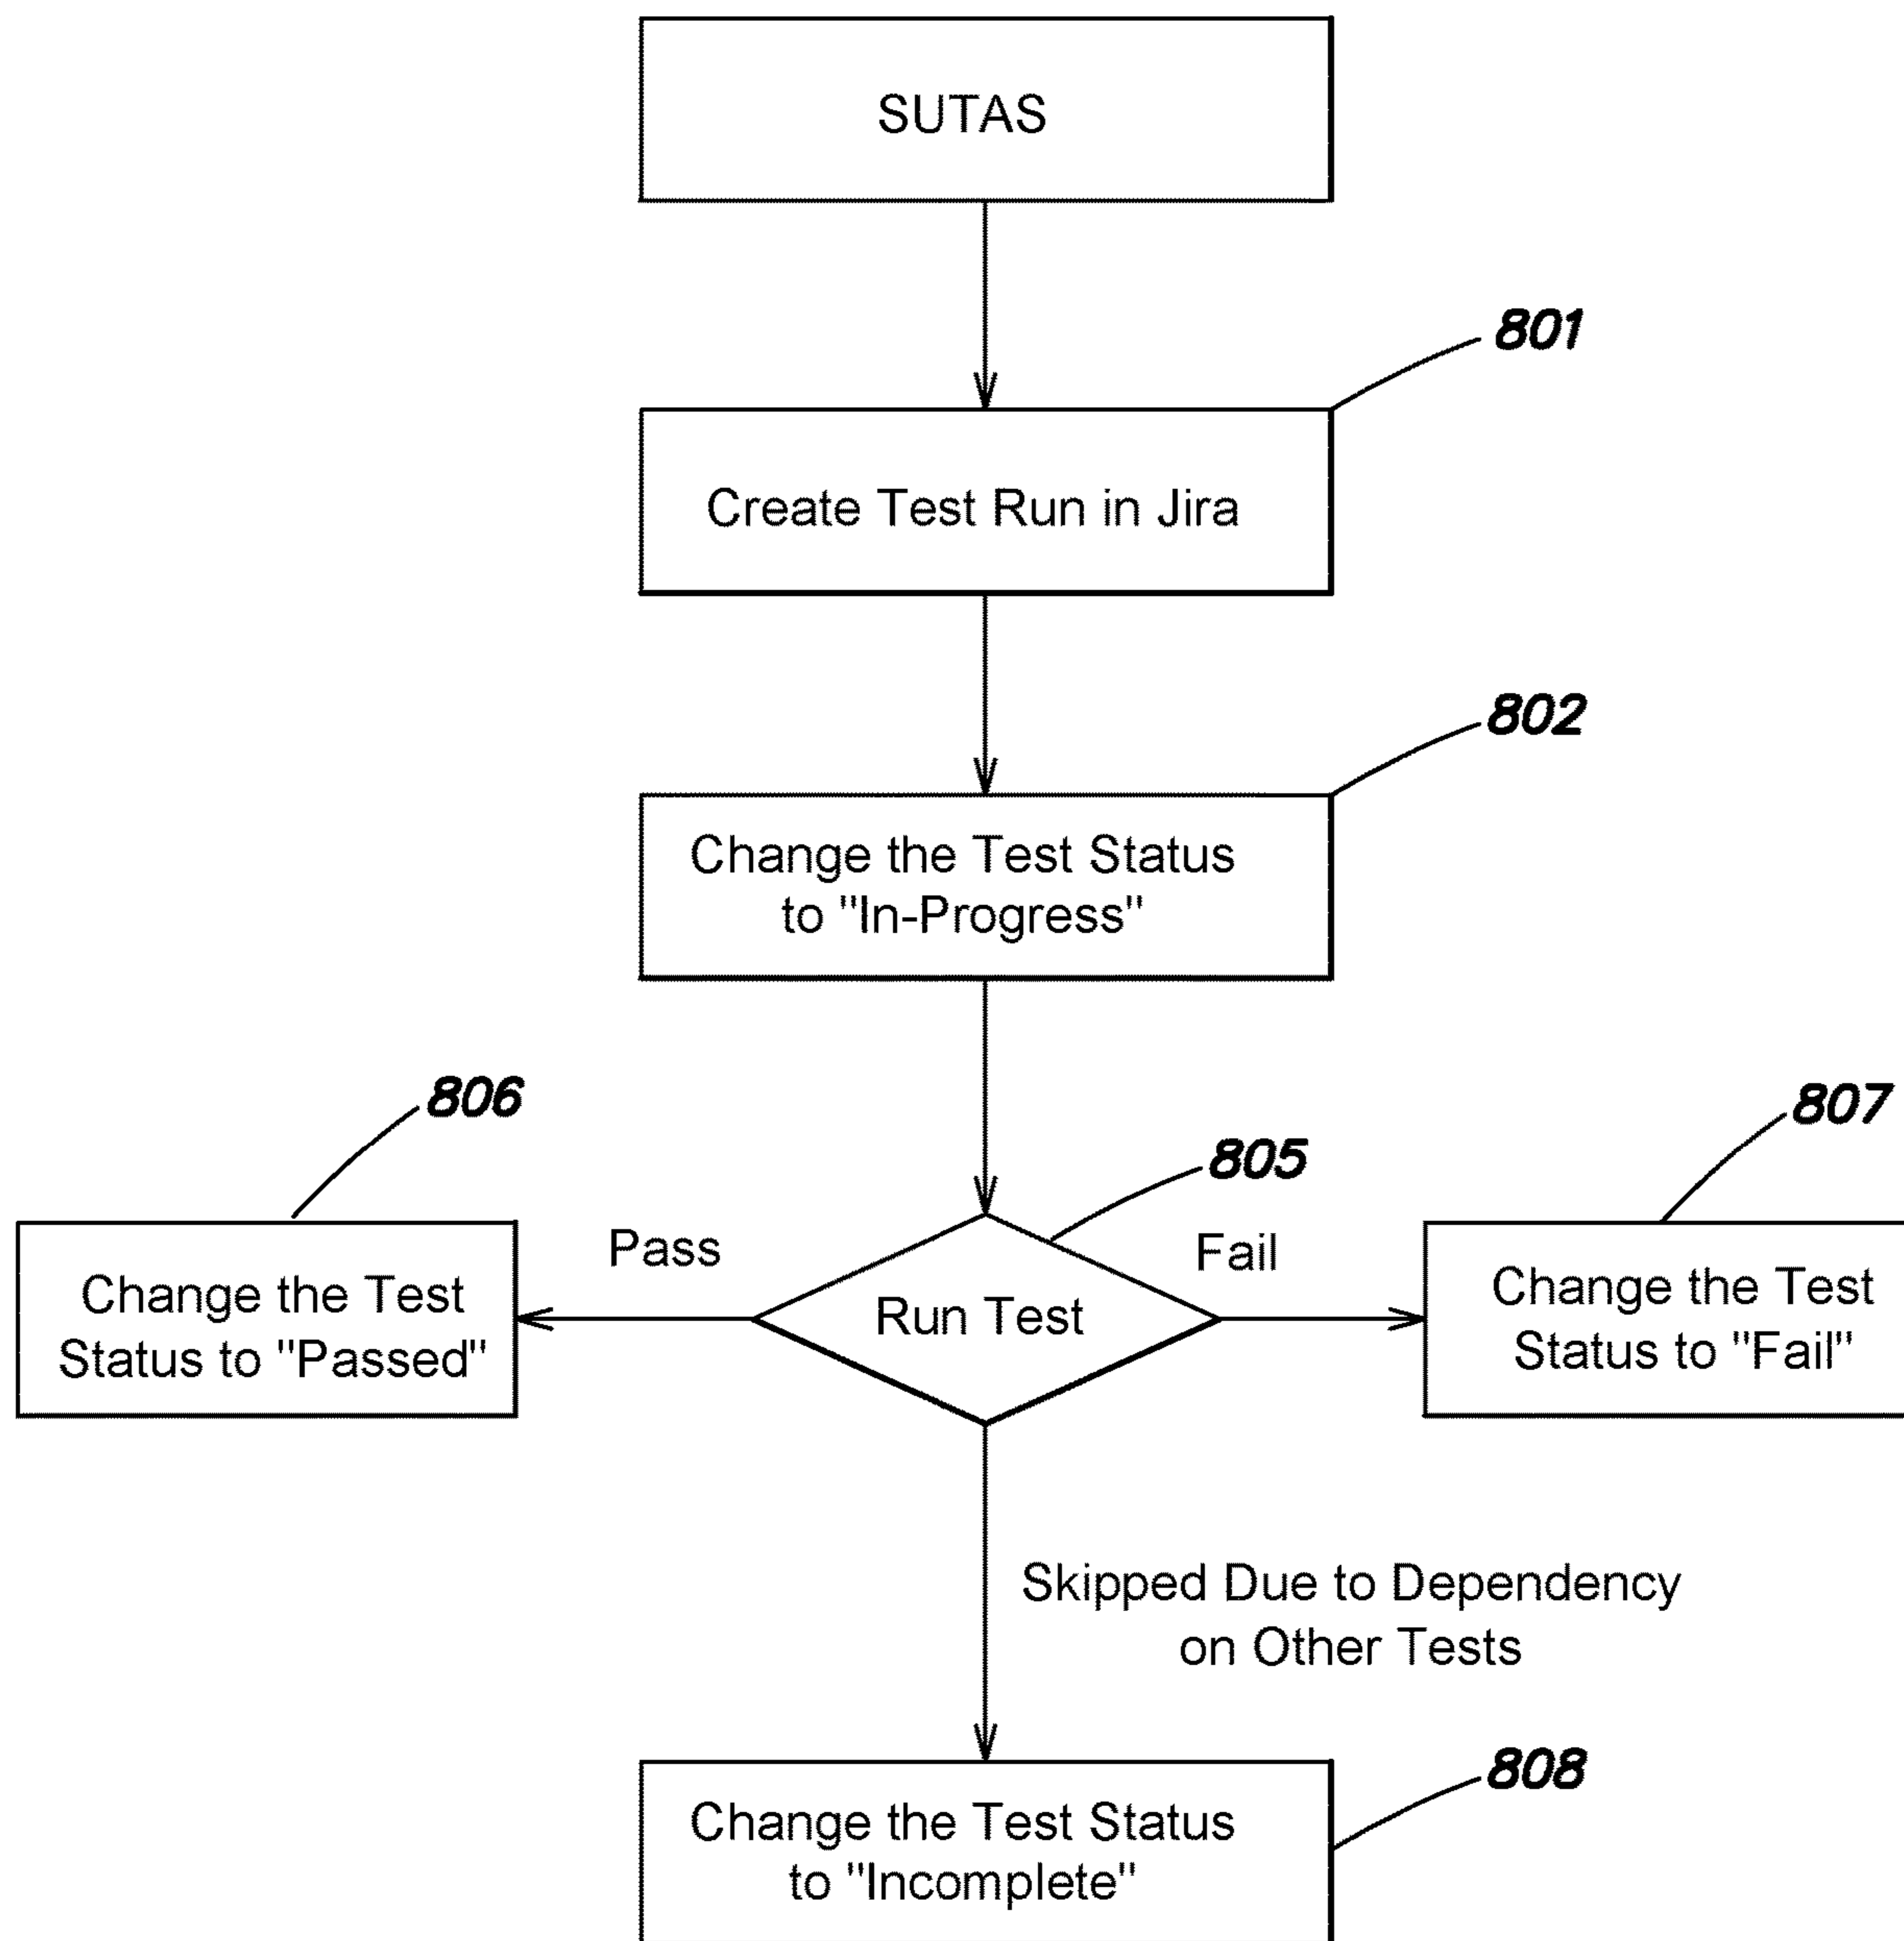 SUTAS
801
Create Test Run in Jira
802
Change the Test Status
to "In-Progress"
806
807
805
Pass
Fail
Change the Test
Status to "Passed"
Run Test
Change the Test
Status to "Fail"
Skipped Due to Dependency
on Other Tests
808
Change the Test Status
to "Incomplete"